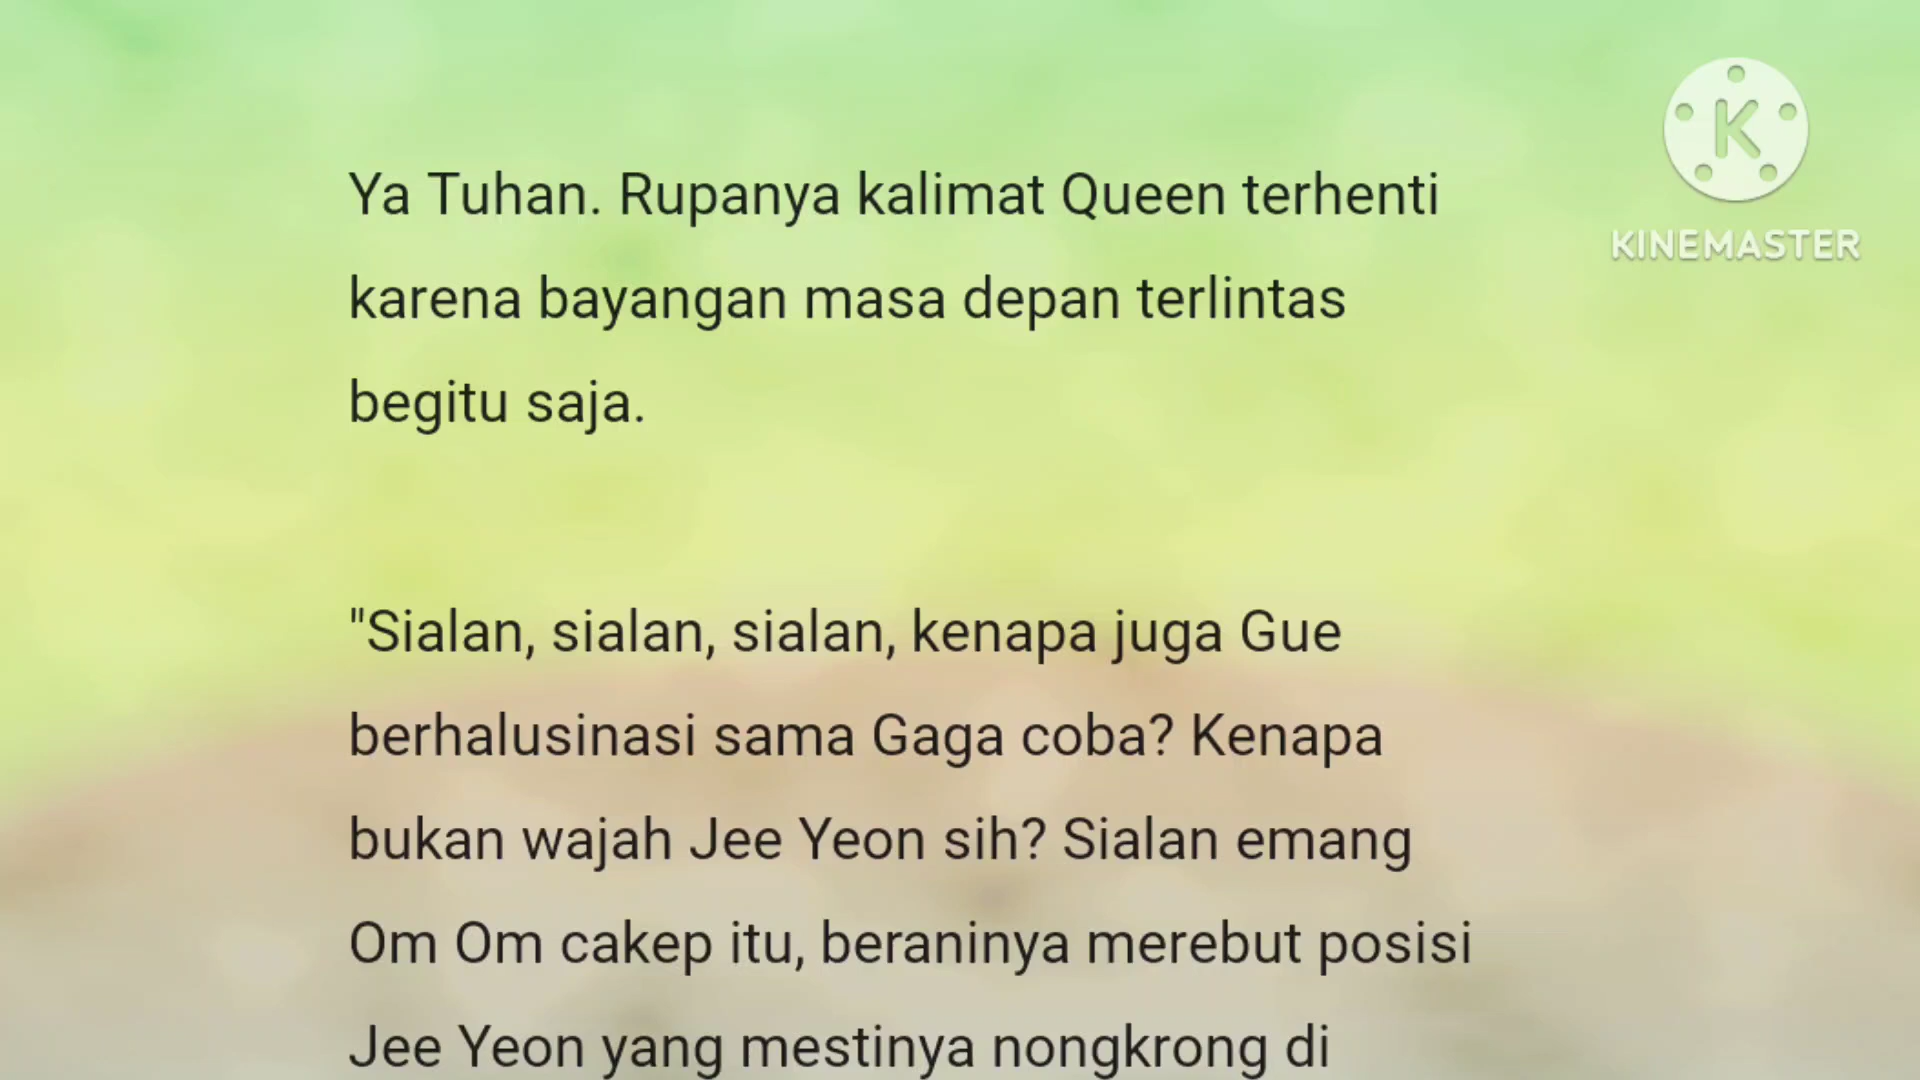 Ya Tuhan. Rupanya kalimat Queen terhenti
karena bayangan masa depan terlintas
begitu saja.
"Sialan, sialan, sialan, kenapa juga Gue
berhalusinasi sama Gaga coba? Kenapa
bukan wajah Jee Yeon sih? Sialan emang
Om Om cakep itu, beraninya merebut posisi
Jee Yeon yang mestinya nongkrong di
K
KINEMASTER